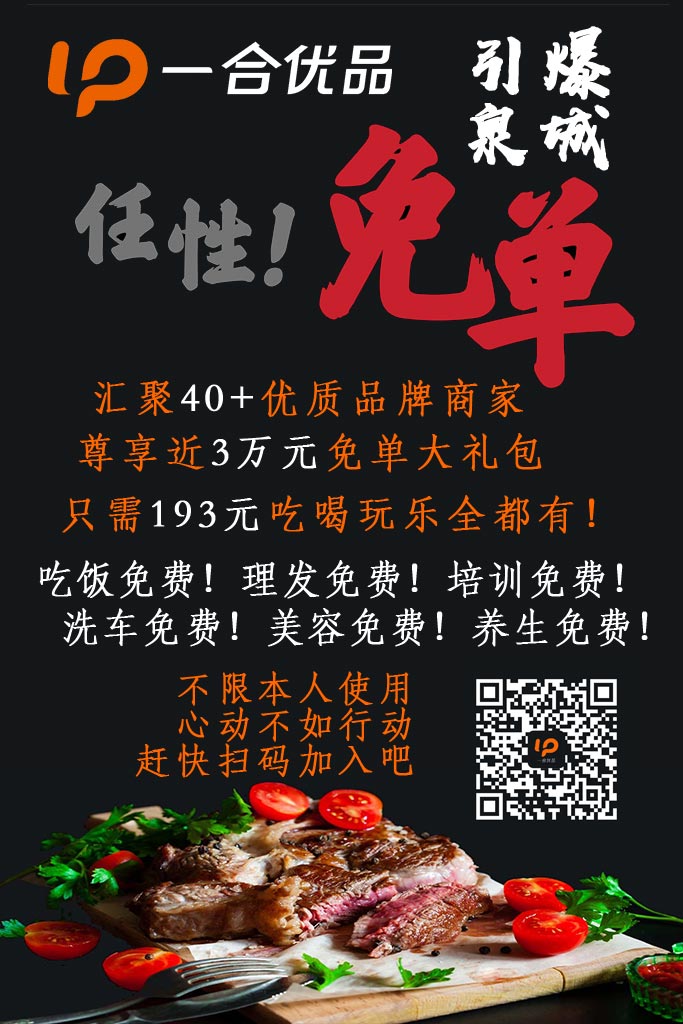 一合优品
引爆
泉城
任性!
免单
汇聚40+优质品牌商家
尊享近3万元免单大礼包
只需193元吃喝玩乐全都有!
吃饭免费!理发免费!培训免费!
洗车免费!美容免费!养生免费!
不限本人使用
心动不如行动
赶快扫码加入吧
一合优品